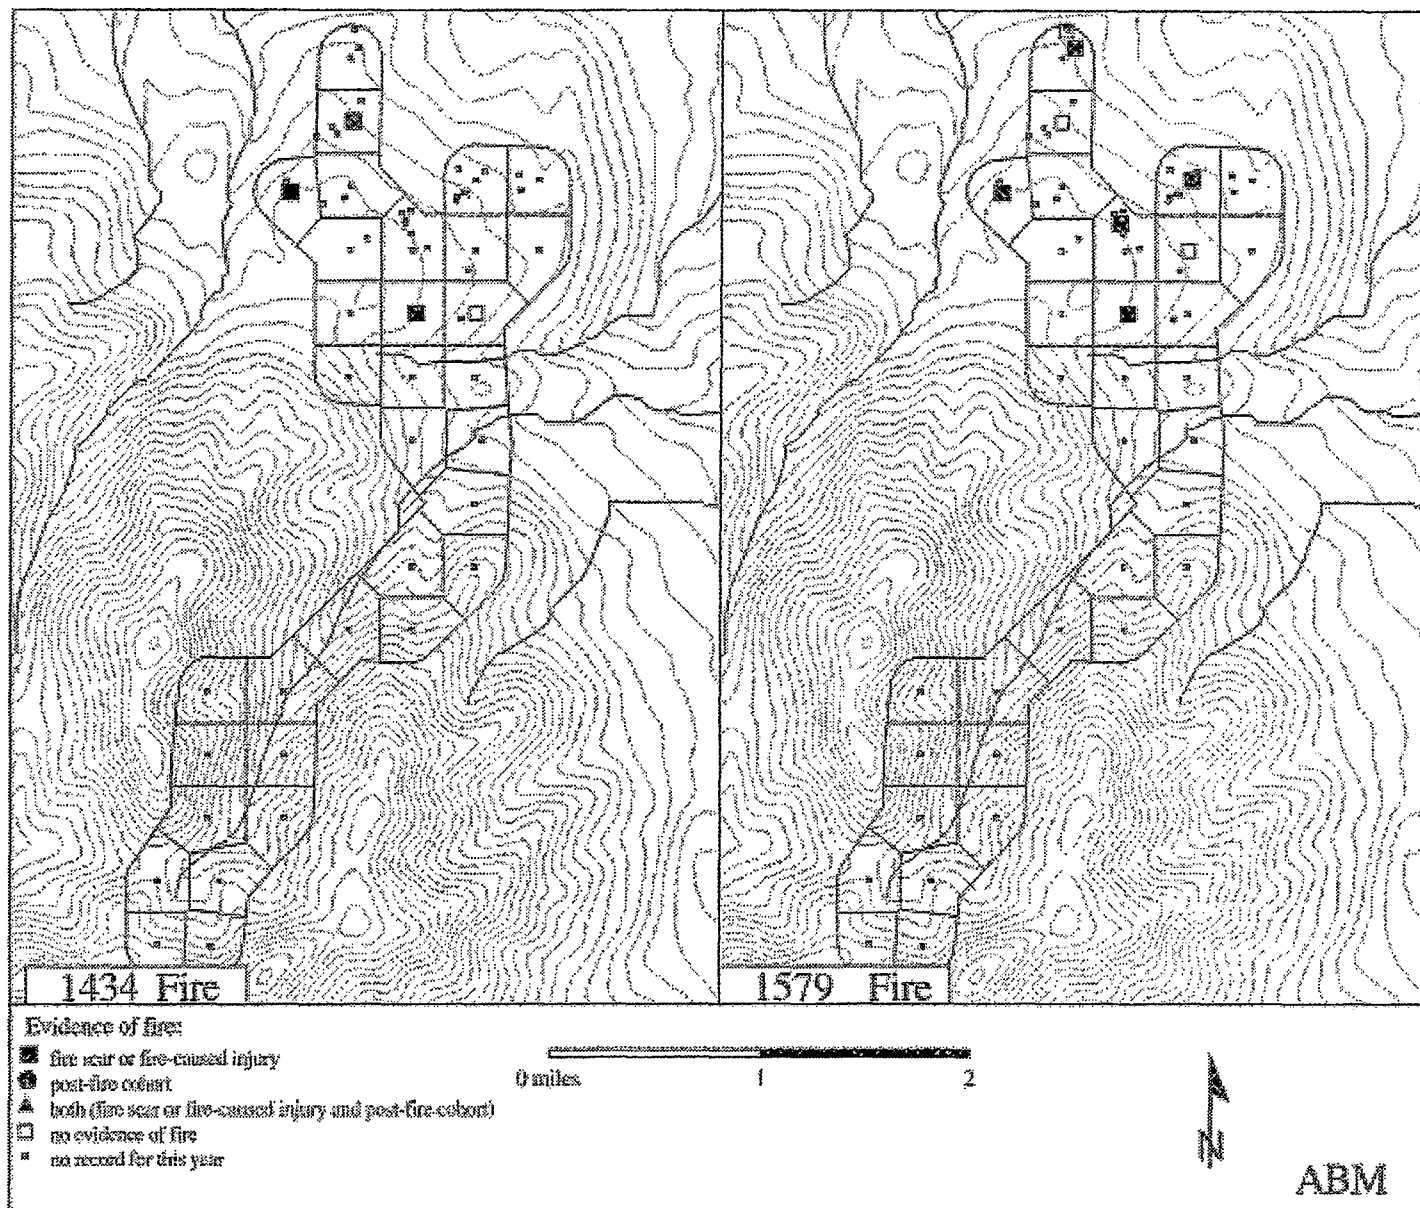 1434 Fire
1579 Fire
Evidence of fire:
fire scar or fire-caused injury
post-fire cohort
both (fire scar or fire-caused injury and post-fire-cohort)
no evidence of fire
no record for this year
0 miles 1 2
N
ABM